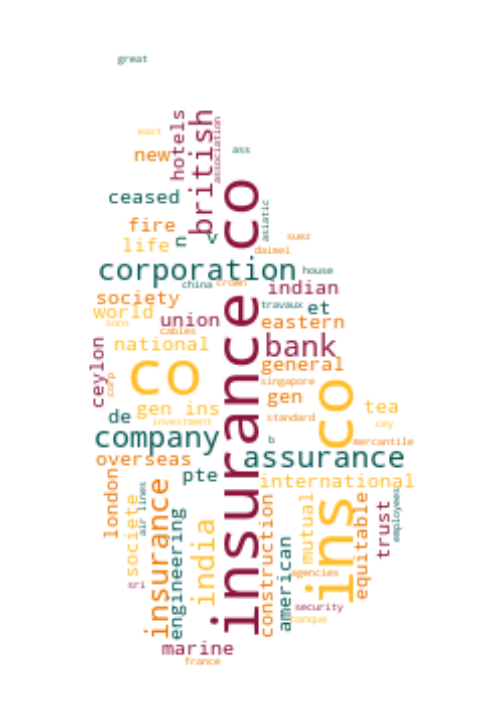 great
east
new
hotels
british
association
ass
ceased
fire
life
n
v
co
asiatic
suez
daimei
corporation
house
china
crown
indian
society
world
sons
union
cables
travaux
et
eastern
national
bank
general
ceylon
corp
co
singapore
gen
gen ins
investment
de
standard
co
tea
cey
company
b
mercantile
assurance
overseas
pte
international
insurance
london
societe
air lines
insurance
engineering
india
construction
american
mutual
ins
equitable
trust
employees
sri
agencies
security
banque
marine
france